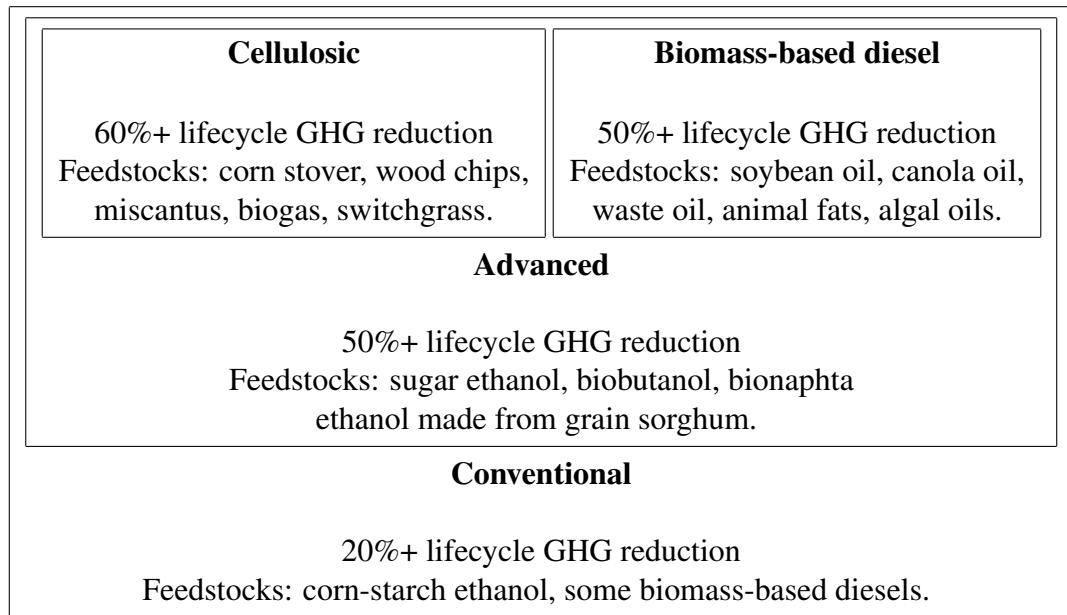 Cellulosic
60%+ lifecycle GHG reduction
Feedstocks: corn stover, wood chips,
miscantus, biogas, switchgrass.
Biomass-based diesel
50%+ lifecycle GHG reduction
Feedstocks: soybean oil, canola oil,
waste oil, animal fats, algal oils.
Advanced
50%+ lifecycle GHG reduction
Feedstocks: sugar ethanol, biobutanol, bionaphta
ethanol made from grain sorghum.
Conventional
20%+ lifecycle GHG reduction
Feedstocks: corn-starch ethanol, some biomass-based diesels.